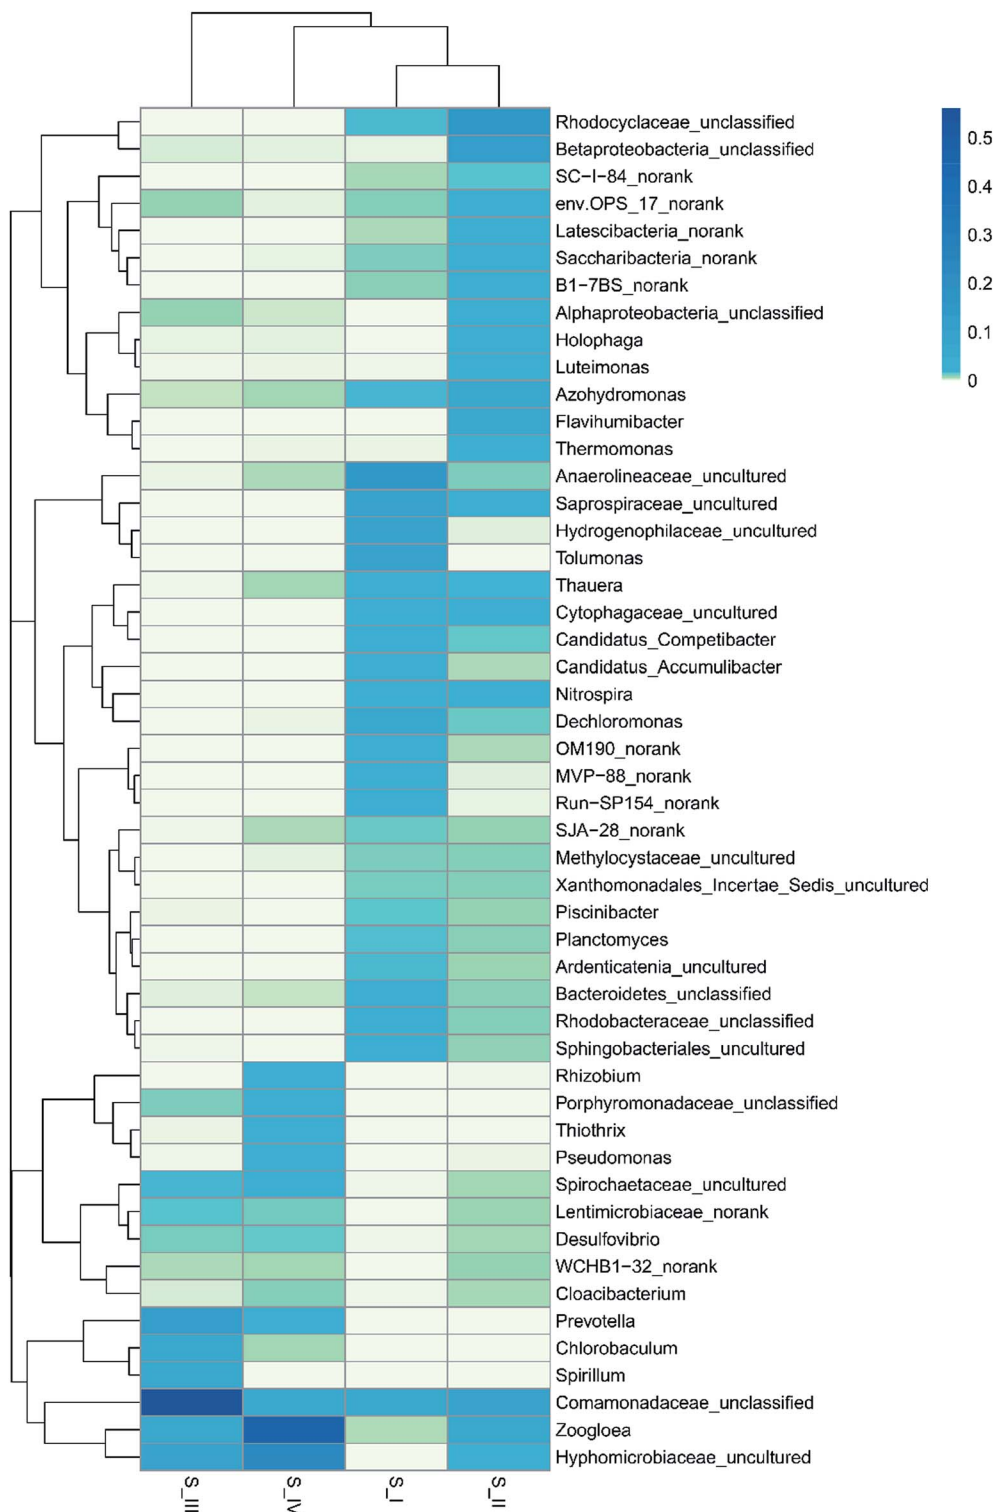 Rhodocyclaceae_unclassified
Betaproteobacteria_unclassified
SC−I−84_norank
env.OPS_17_norank
Latescibacteria_norank
Saccharibacteria_norank
B1−7BS_norank
Alphaproteobacteria_unclassified
Holophaga
Luteimonas
Azohydromonas
Flavihumibacter
Thermomonas
Anaerolineaceae_uncultured
Saprospiraceae_uncultured
Hydrogenophilaceae_uncultured
Tolumonas
Thauera
Cytophagaceae_uncultured
Candidatus_Competibacter
Candidatus_Accumulibacter
Nitrospira
Dechloromonas
OM190_norank
MVP−88_norank
Run−SP154_norank
SJA−28_norank
Methylocystaceae_uncultured
Xanthomonadales_Incertae_Sedis_uncultured
Piscinibacter
Planctomyces
Ardenticatenia_uncultured
Bacteroidetes_unclassified
Rhodobacteraceae_unclassified
Sphingobacteriales_uncultured
Rhizobium
Porphyromonadaceae_unclassified
Thiothrix
Pseudomonas
Spirochaetaceae_uncultured
Lentimicrobiaceae_norank
Desulfovibrio
WCHB1−32_norank
Cloacibacterium
Prevotella
Chlorobaculum
Spirillum
Comamonadaceae_unclassified
Zoogloea
Hyphomicrobiaceae_uncultured
S_III
S_IV
S_I
S_II
0.5
0.4
0.3
0.2
0.1
0